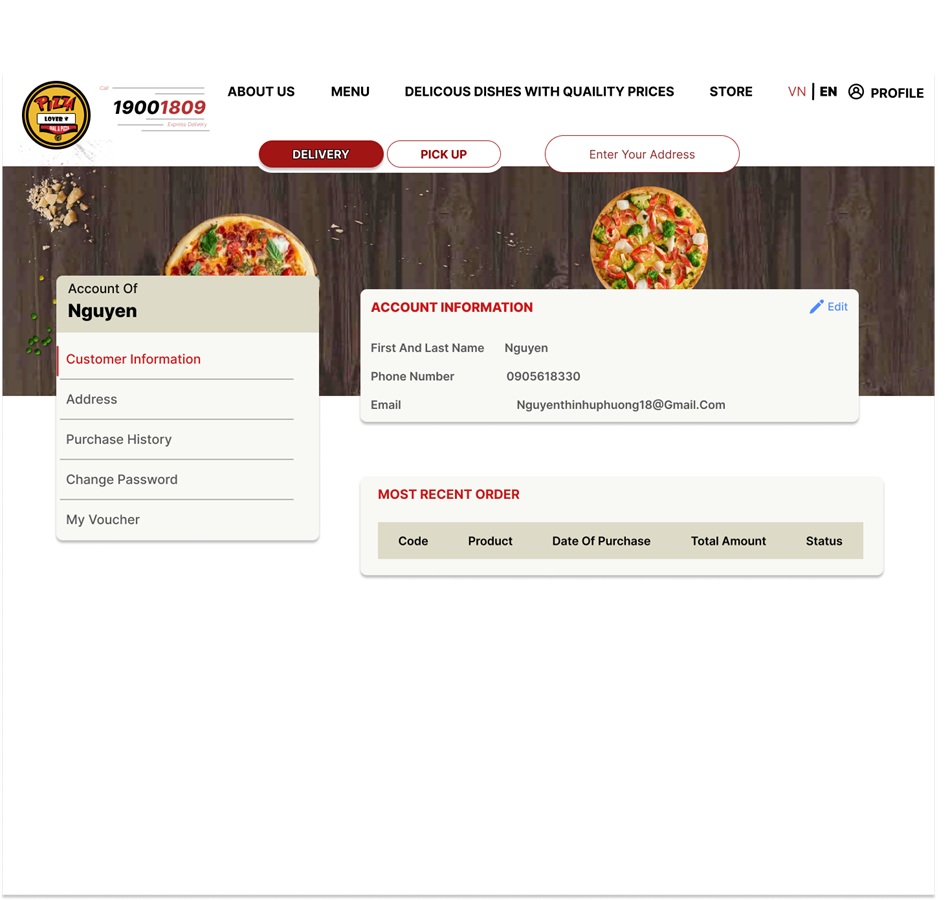 PIZZA
LOVER'S
Call
19001809
Express Delivery
ABOUT US
MENU
DELICOUS DISHES WITH QUAILITY PRICES
STORE
VN | EN
PROFILE
DELIVERY
PICK UP
Enter Your Address
Account Of
Nguyen
Customer Information
Address
Purchase History
Change Password
My Voucher
ACCOUNT INFORMATION
Edit
First And Last Name Nguyen
Phone Number 0905618330
Email Nguyenthinhuphuong18@Gmail.Com
MOST RECENT ORDER
Code Product Date Of Purchase Total Amount Status